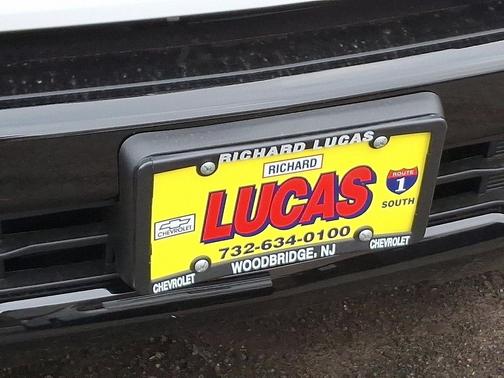 RICHARD LUCAS
RICHARD
LUCAS
ROUTE
1
SOUTH
CHEVROLET
732-634-0100
CHEVROLET WOODBRIDGE, NJ CHEVROLET